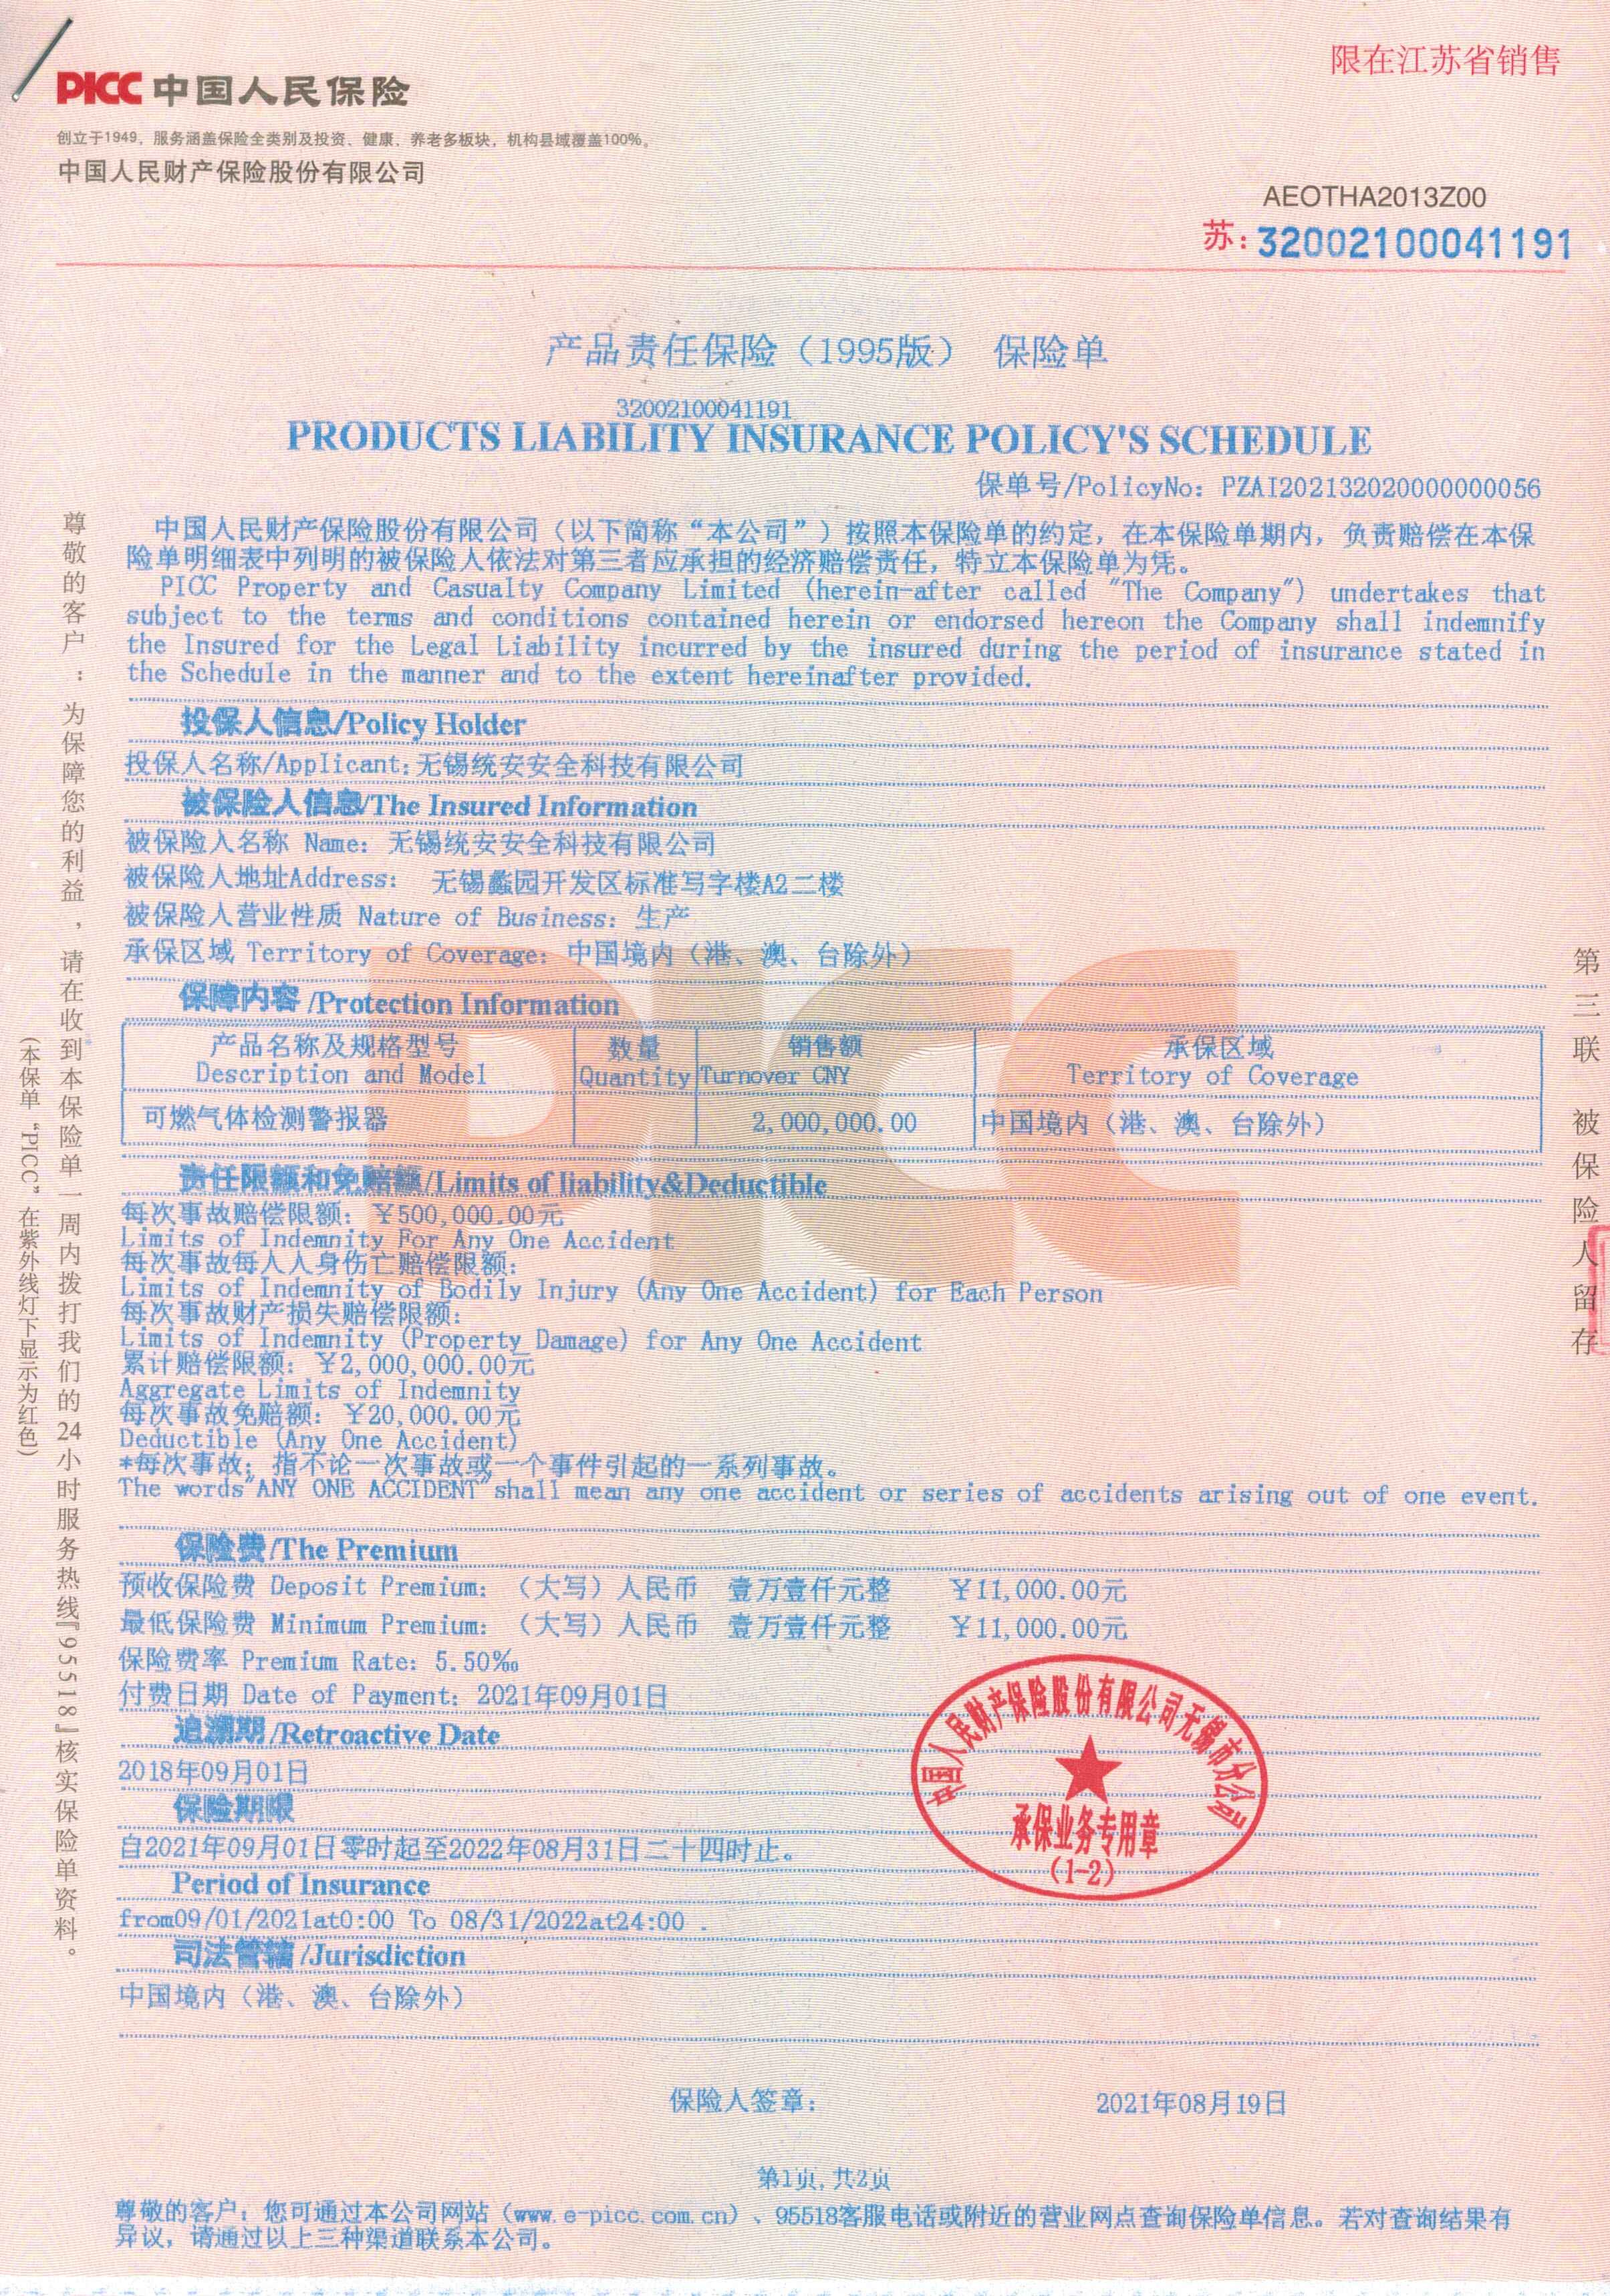 限在江苏省销售
PICC 中国人民保险
创立于1949，服务涵盖保险全类别及投资、健康、养老多板块，机构县域覆盖100%。
中国人民财产保险股份有限公司
AEOTHA2013Z00
苏：32002100041191
产品责任保险（1995版） 保险单
32002100041191
PRODUCTS LIABILITY INSURANCE POLICY'S SCHEDULE
保单号/PolicyNo: PZAI202132020000000056
中国人民财产保险股份有限公司（以下简称“本公司”）按照本保险单的约定，在本保险单期内，负责赔偿在本保
险单明细表中列明的被保险人依法对第三者应承担的经济赔偿责任，特立本保险单为凭。
PICC Property and Casualty Company Limited (herein-after called "The Company") undertakes that
subject to the terms and conditions contained herein or endorsed hereon the Company shall indemnify
the Insured for the Legal Liability incurred by the insured during the period of insurance stated in
the Schedule in the manner and to the extent hereinafter provided.
投保人信息/Policy Holder
投保人名称/Applicant:无锡统安安全科技有限公司
被保险人信息/The Insured Information
被保险人名称 Name: 无锡统安安全科技有限公司
被保险人地址Address: 无锡蠡园开发区标准写字楼A2二楼
被保险人营业性质 Nature of Business: 生产
承保区域 Territory of Coverage: 中国境内（港、澳、台除外）
保障内容 /Protection Information
产品名称及规格型号 数量 销售额 承保区域
Description and Model Quantity Turnover CNY Territory of Coverage
可燃气体检测警报器 2,000,000.00 中国境内（港、澳、台除外）
责任限额和免赔额/Limits of liability&Deductible
每次事故赔偿限额: ￥500,000.00元
Limits of Indemnity For Any One Accident
每次事故每人人身伤亡赔偿限额:
Limits of Indemnity of Bodily Injury (Any One Accident) for Each Person
每次事故财产损失赔偿限额:
Limits of Indemnity (Property Damage) for Any One Accident
累计赔偿限额: ￥2,000,000.00元
Aggregate Limits of Indemnity
每次事故免赔额: ￥20,000.00元
Deductible (Any One Accident)
*每次事故: 指不论一次事故或一个事件引起的一系列事故。
The words"ANY ONE ACCIDENT"shall mean any one accident or series of accidents arising out of one event.
保险费/The Premium
预收保险费 Deposit Premium: （大写）人民币 壹万壹仟元整 ￥11,000.00元
最低保险费 Minimum Premium: （大写）人民币 壹万壹仟元整 ￥11,000.00元
保险费率 Premium Rate: 5.50‰
付费日期 Date of Payment: 2021年09月01日
追溯期/Retroactive Date
2018年09月01日
保险期限
自2021年09月01日零时起至2022年08月31日二十四时止。
Period of Insurance
from09/01/2021at0:00 To 08/31/2022at24:00 .
司法管辖/Jurisdiction
中国境内（港、澳、台除外）
中国人民财产保险股份有限公司无锡市分公司
承保业务专用章
(1-2)
保险人签章: 2021年08月19日
第1页,共2页
尊敬的客户: 您可通过本公司网站（www.e-picc.com.cn）、95518客服电话或附近的营业网点查询保险单信息。若对查询结果有
异议，请通过以上三种渠道联系本公司。
尊敬的客户：为保障您的利益，请在收到本保险单一周内拨打我们的24小时服务热线『95518』核实保险单资料。
（本保单“PICC”在紫外线灯下显示为红色）
第三联 被保险人留存
PICC